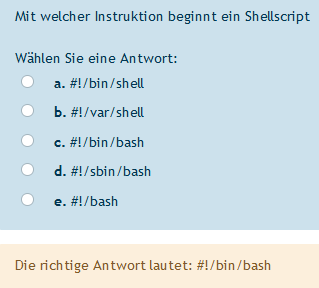 Mit welcher Instruktion beginnt ein Shellscript
Wählen Sie eine Antwort:
a. #!/bin/shell
b. #!/var/shell
c. #!/bin/bash
d. #!/sbin/bash
e. #!/bash
Die richtige Antwort lautet: #!/bin/bash